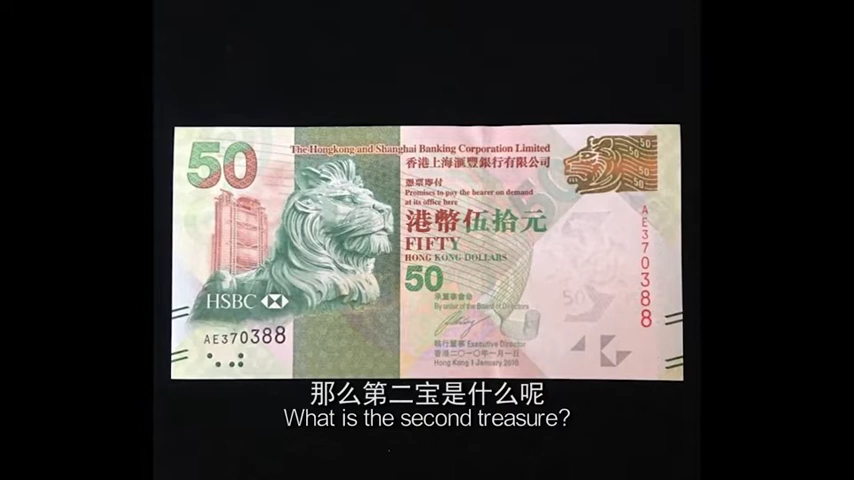 50
The Hongkong and Shanghai Banking Corporation Limited
香港上海滙豐銀行有限公司
憑票即付
Promises to pay the bearer on demand
at its office here
港幣伍拾元
FIFTY
HONG KONG DOLLARS
50
承董事會命
By order of the Board of Directors
執行董事 Executive Director
香港二〇一〇年一月一日
Hong Kong 1 January 2010
HSBC
AE370388
AE370388
50
50
50
50
50
那么第二宝是什么呢
What is the second treasure?